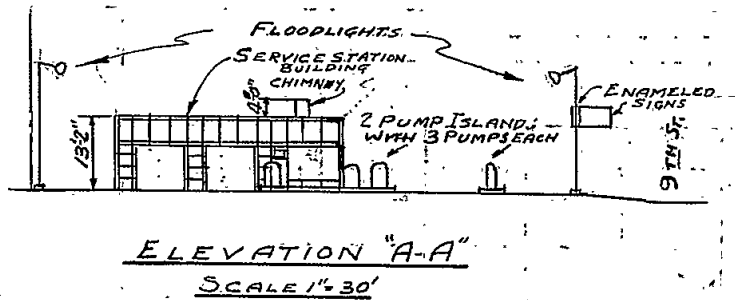 FLOODLIGHTS
SERVICE STATION
BUILDING
CHIMNEY
4'-0"
ENAMELED
SIGNS
2 PUMP ISLANDS
WITH 3 PUMPS EACH
13'-2"
9TH ST.
ELEVATION "A-A"
SCALE 1"=30'